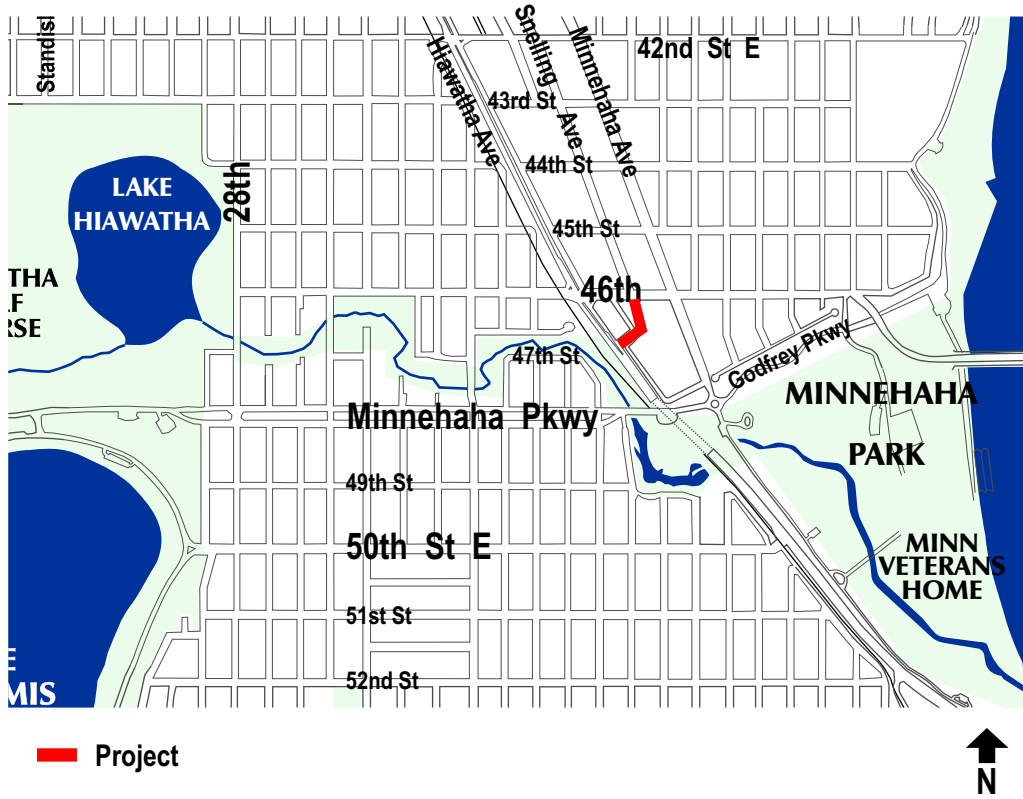 Standisl
Hiawatha Ave
Snelling Ave
Minnehaha Ave
42nd St E
43rd St
44th St
45th St
28th
LAKE
HIAWATHA
46th
THA
LF
RSE
47th St
Godfrey Pkwy
MINNEHAHA
PARK
Minnehaha Pkwy
49th St
50th St E
MINN
VETERANS
HOME
51st St
52nd St
E
MIS
Project
N